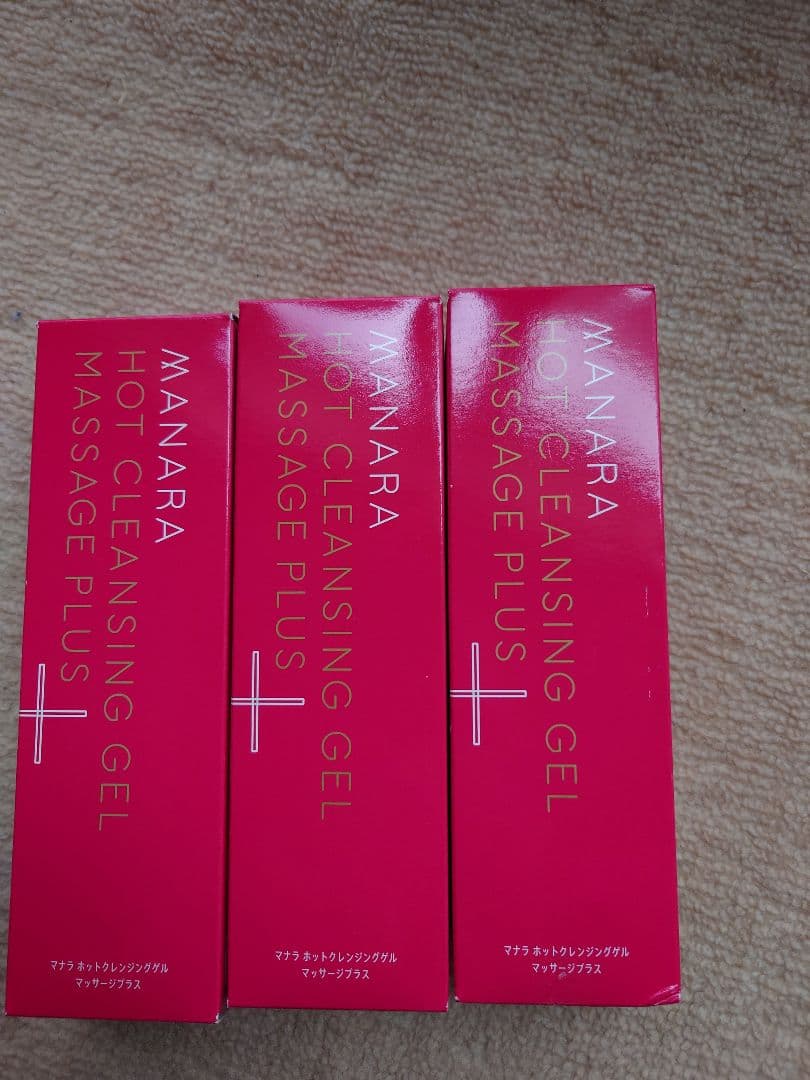 MANARA
HOT CLEANSING GEL
MASSAGE PLUS
マナラ ホットクレンジングゲル
マッサージプラス
MANARA
HOT CLEANSING GEL
MASSAGE PLUS
マナラ ホットクレンジングゲル
マッサージプラス
MANARA
HOT CLEANSING GEL
MASSAGE PLUS
マナラ ホットクレンジングゲル
マッサージプラス